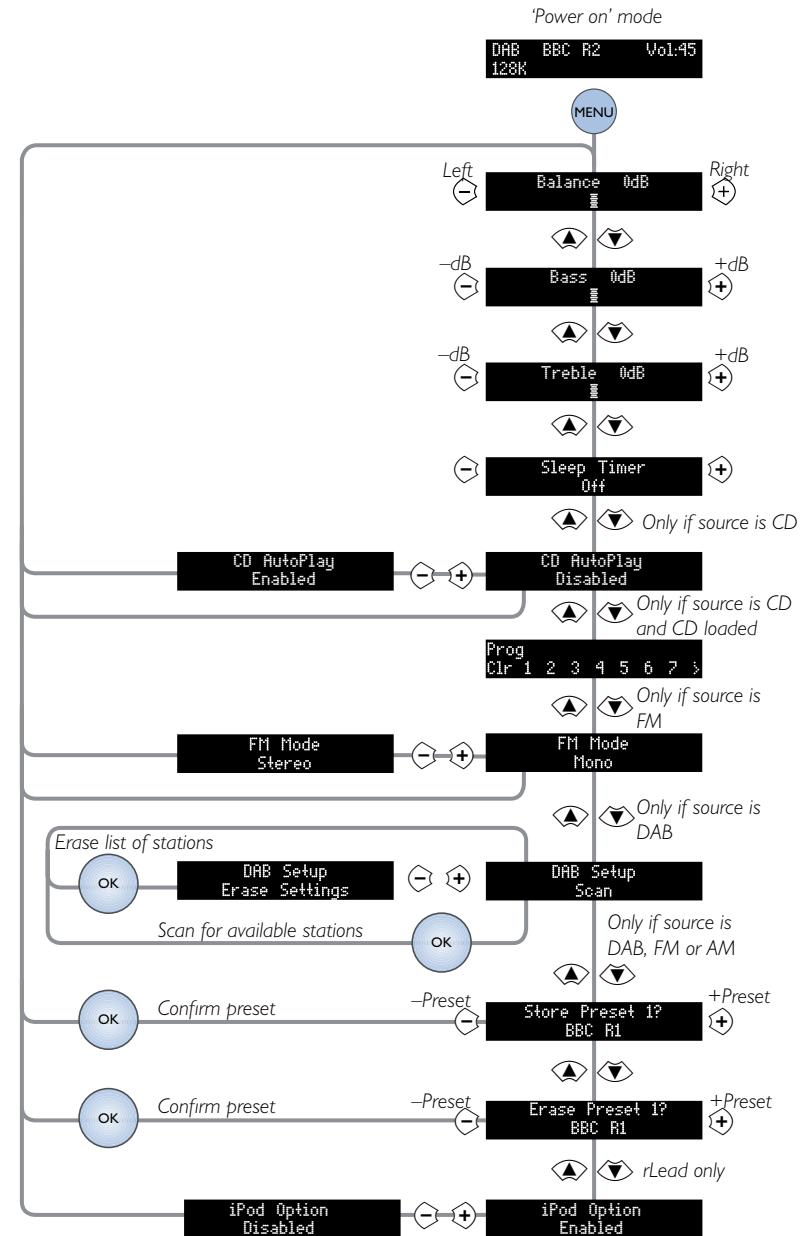 ‘Power on’ mode
DAB BBC R2 Vol:45
128K
MENU
Left
Right
Balance 0dB
–dB
+dB
Bass 0dB
–dB
+dB
Treble 0dB
Sleep Timer
Off
Only if source is CD
CD AutoPlay
Enabled
CD AutoPlay
Disabled
Only if source is CD
and CD loaded
Prog
Clr 1 2 3 4 5 6 7 >
Only if source is
FM
FM Mode
Stereo
FM Mode
Mono
Only if source is
DAB
Erase list of stations
OK
DAB Setup
Erase Settings
DAB Setup
Scan
Scan for available stations
OK
Only if source is
DAB, FM or AM
OK
Confirm preset
–Preset
+Preset
Store Preset 1?
BBC R1
OK
Confirm preset
–Preset
+Preset
Erase Preset 1?
BBC R1
rLead only
iPod Option
Disabled
iPod Option
Enabled